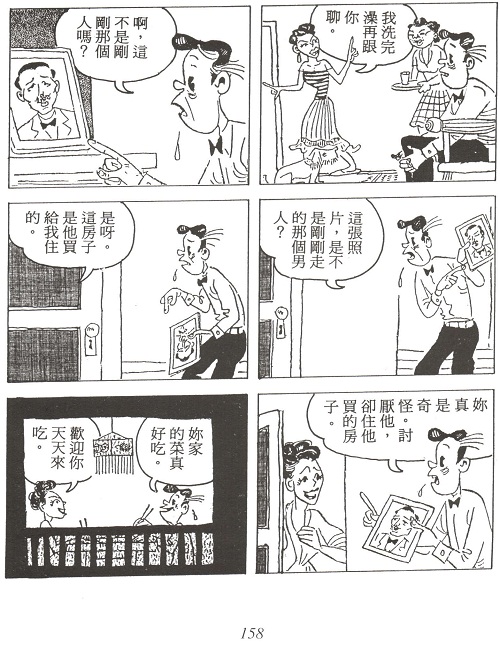 我洗完
澡再跟
你
聊。
啊，這
不是剛
剛那個
人嗎？
這張照
片，是不
是剛剛走
的那個男
人？
是呀。
這房子
是他買
給我住
的。
妳真是奇
怪。討
厭他，
卻住他
買的房
子。
妳家
的菜真
好吃。
歡迎你
天天來
吃。
158